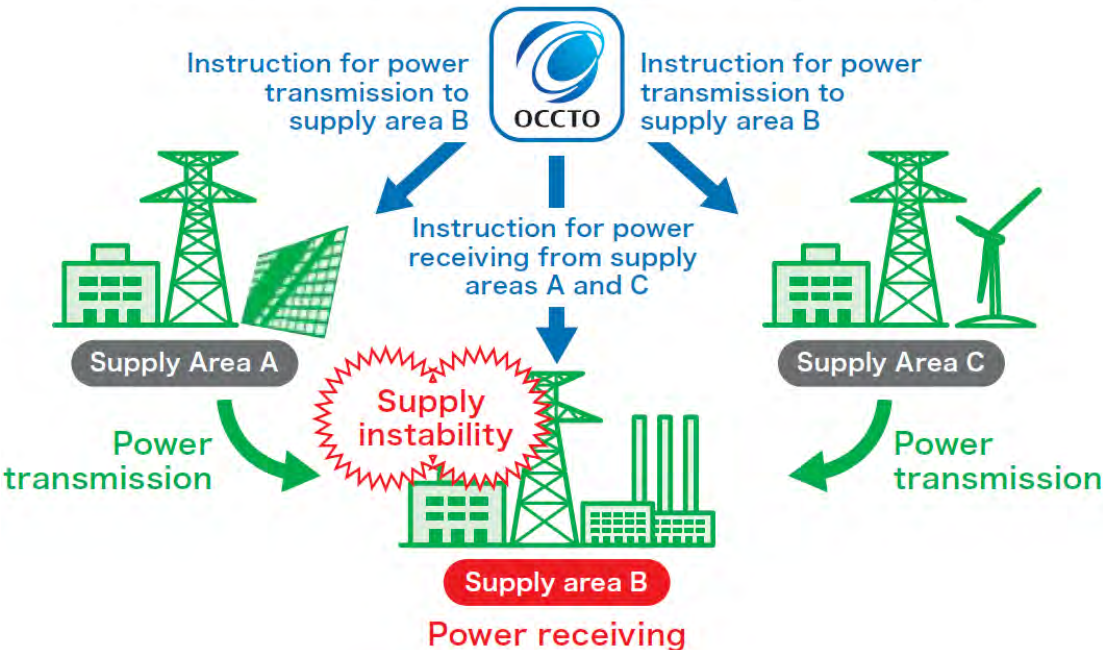 Instruction for power
transmission to
supply area B
OCCTO
Instruction for power
transmission to
supply area B
Instruction for power
receiving from supply
areas A and C
Supply Area A
Supply
instability
Supply Area C
Power
transmission
Power
transmission
Supply area B
Power receiving